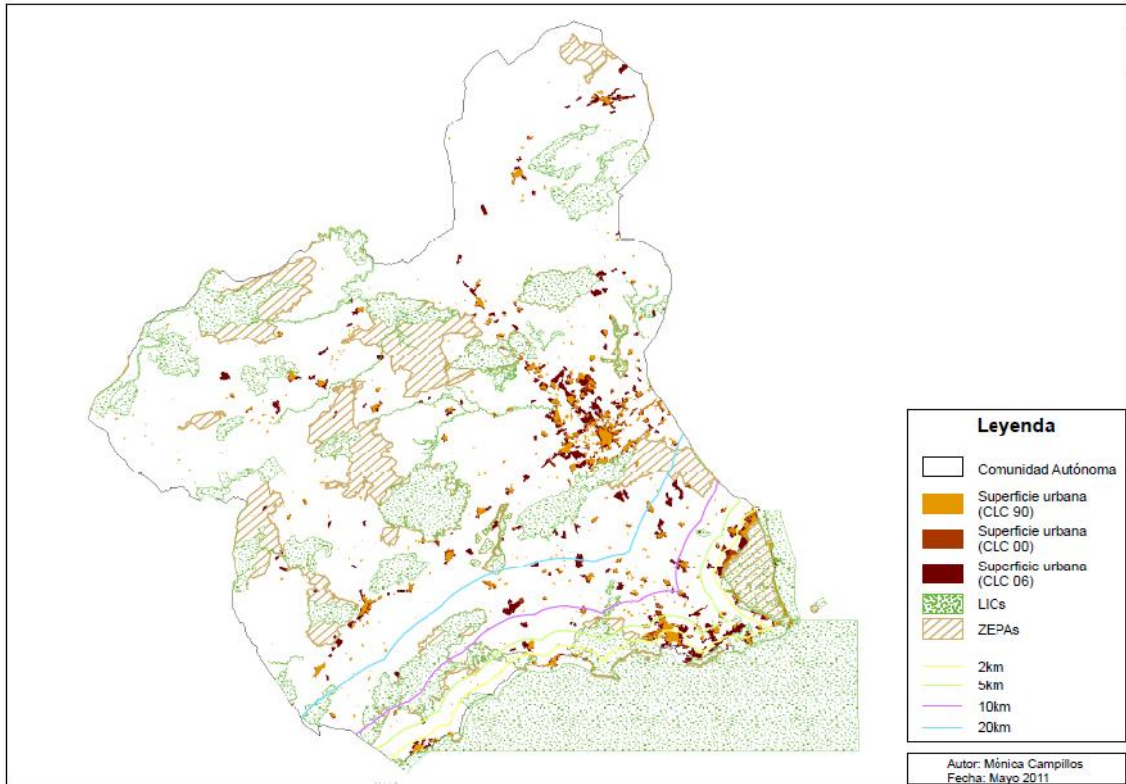 Leyenda
Comunidad Autónoma
Superficie urbana
(CLC 90)
Superficie urbana
(CLC 00)
Superficie urbana
(CLC 06)
LICs
ZEPAs
2km
5km
10km
20km
Autor: Mónica Campillos
Fecha: Mayo 2011